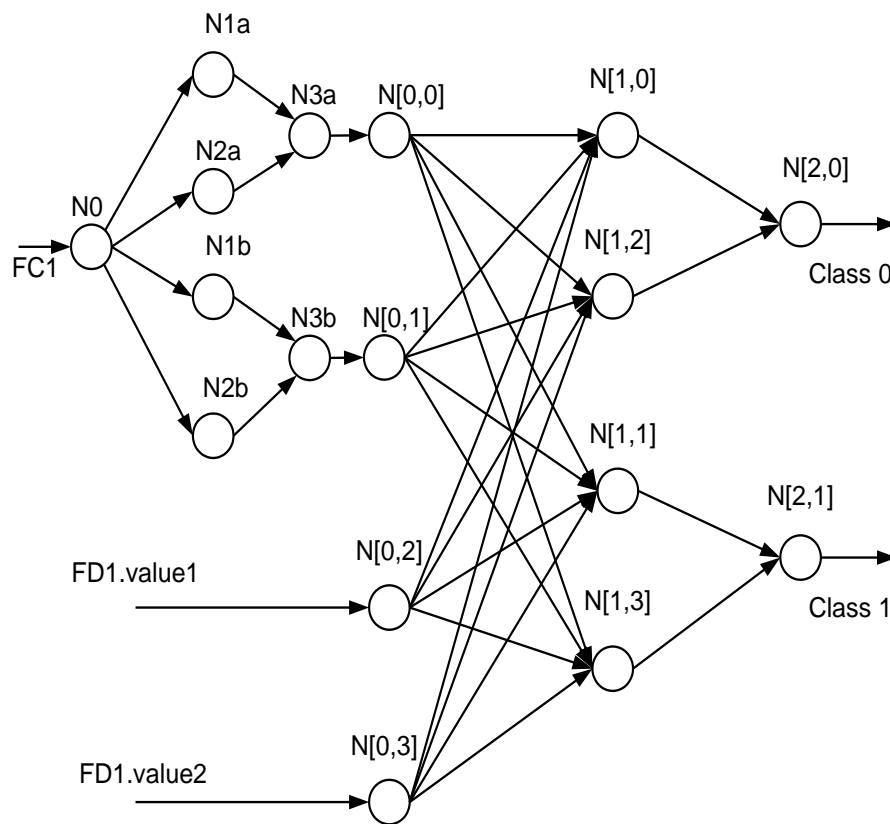 N1a
N3a
N[0,0]
N[1,0]
N2a
N[2,0]
N0
N1b
N[1,2]
FC1
Class 0
N3b
N[0,1]
N2b
N[1,1]
N[2,1]
N[0,2]
FD1.value1
N[1,3]
Class 1
N[0,3]
FD1.value2